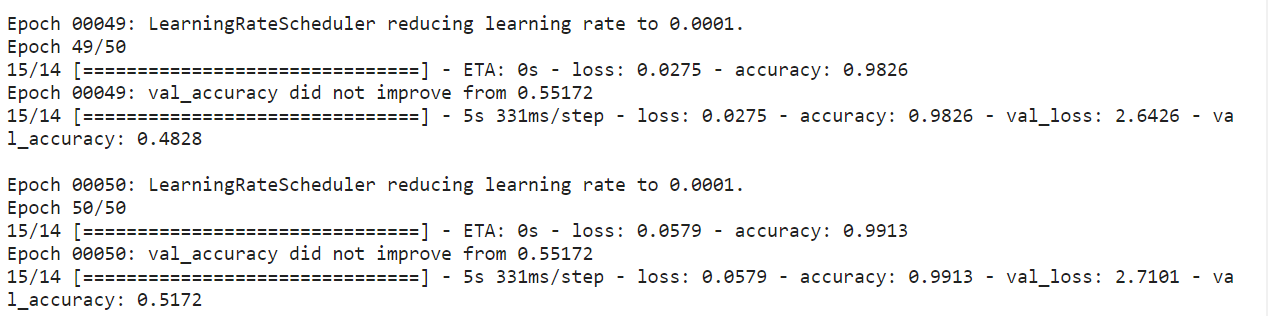 Epoch 00049: LearningRateScheduler reducing learning rate to 0.0001.
Epoch 49/50
15/14 [===============================] - ETA: 0s - loss: 0.0275 - accuracy: 0.9826
Epoch 00049: val_accuracy did not improve from 0.55172
15/14 [===============================] - 5s 331ms/step - loss: 0.0275 - accuracy: 0.9826 - val_loss: 2.6426 - va
l_accuracy: 0.4828
Epoch 00050: LearningRateScheduler reducing learning rate to 0.0001.
Epoch 50/50
15/14 [===============================] - ETA: 0s - loss: 0.0579 - accuracy: 0.9913
Epoch 00050: val_accuracy did not improve from 0.55172
15/14 [===============================] - 5s 331ms/step - loss: 0.0579 - accuracy: 0.9913 - val_loss: 2.7101 - va
l_accuracy: 0.5172